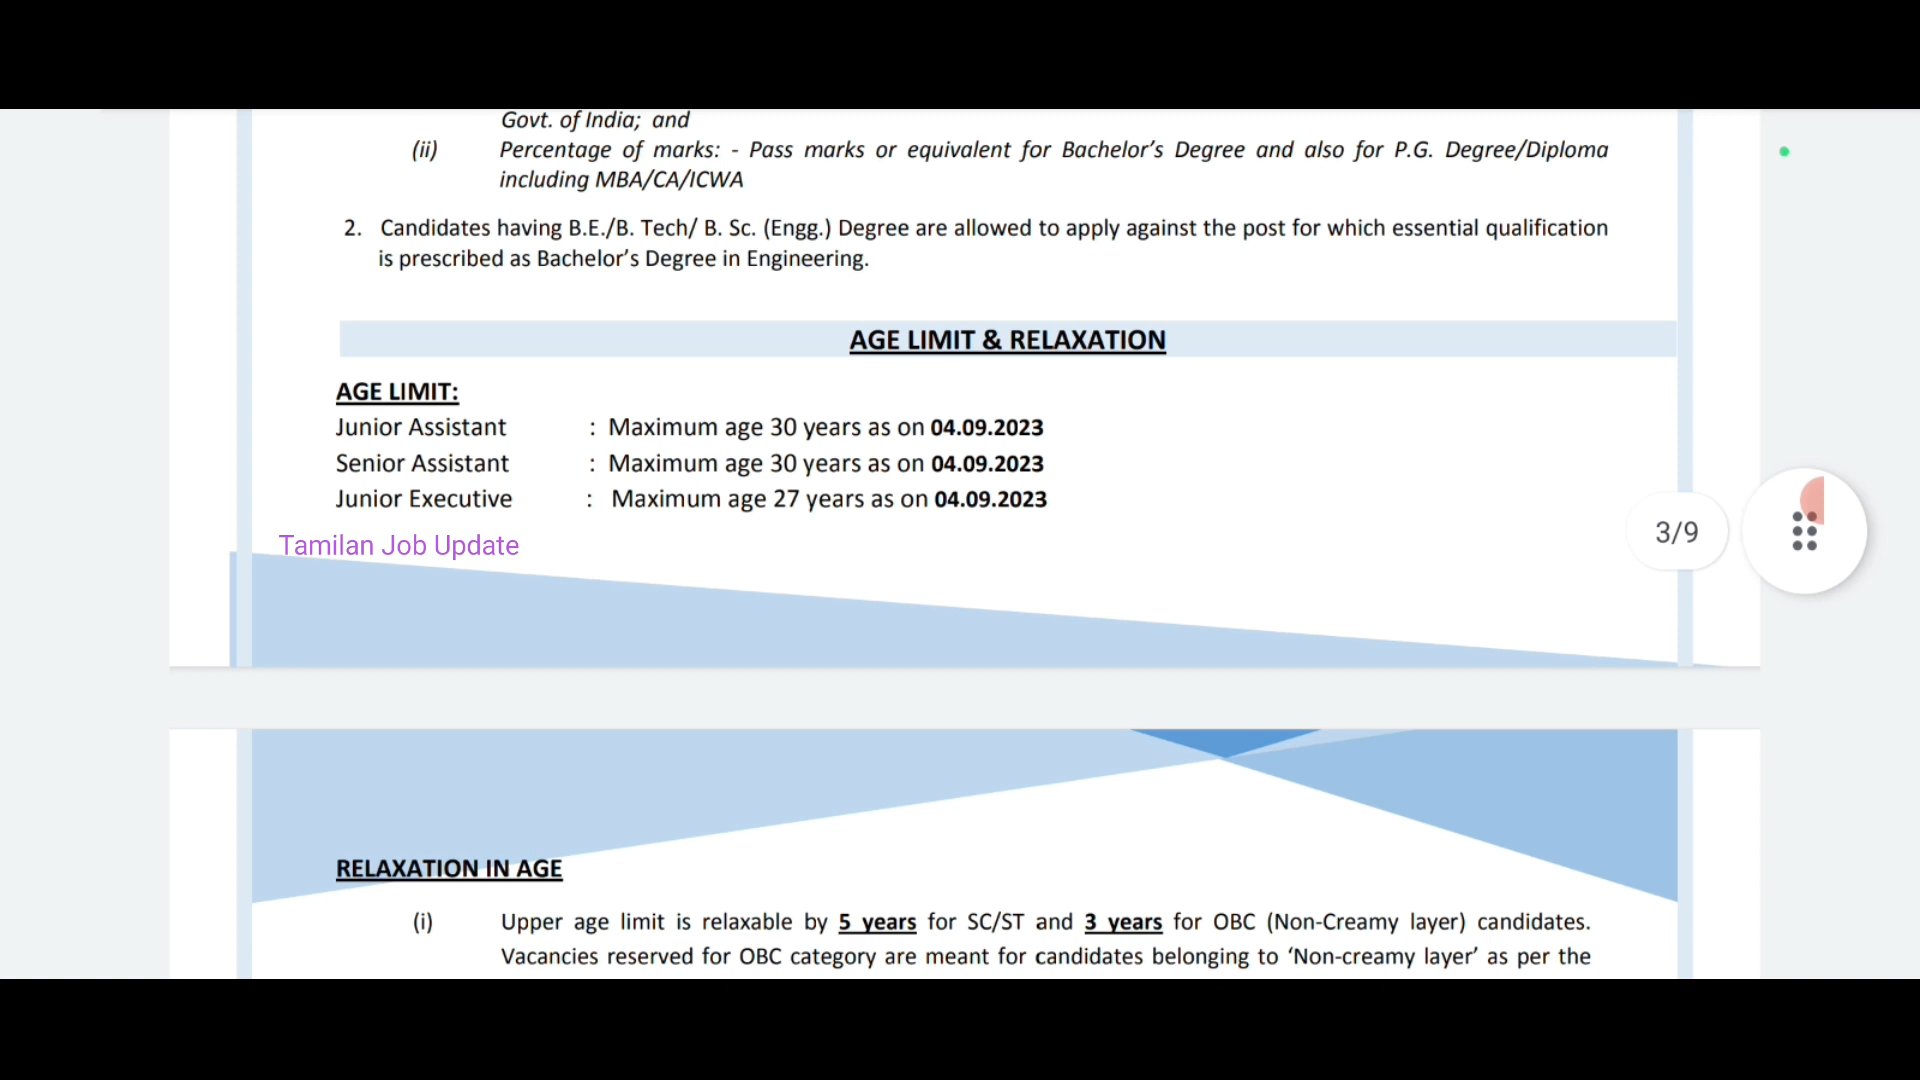 Govt. of India; and
(ii) Percentage of marks: - Pass marks or equivalent for Bachelor’s Degree and also for P.G. Degree/Diploma
including MBA/CA/ICWA
2. Candidates having B.E./B. Tech/ B. Sc. (Engg.) Degree are allowed to apply against the post for which essential qualification
is prescribed as Bachelor’s Degree in Engineering.
AGE LIMIT & RELAXATION
AGE LIMIT:
Junior Assistant : Maximum age 30 years as on 04.09.2023
Senior Assistant : Maximum age 30 years as on 04.09.2023
Junior Executive : Maximum age 27 years as on 04.09.2023
Tamilan Job Update
3/9
RELAXATION IN AGE
(i) Upper age limit is relaxable by 5 years for SC/ST and 3 years for OBC (Non-Creamy layer) candidates.
Vacancies reserved for OBC category are meant for candidates belonging to ‘Non-creamy layer’ as per the